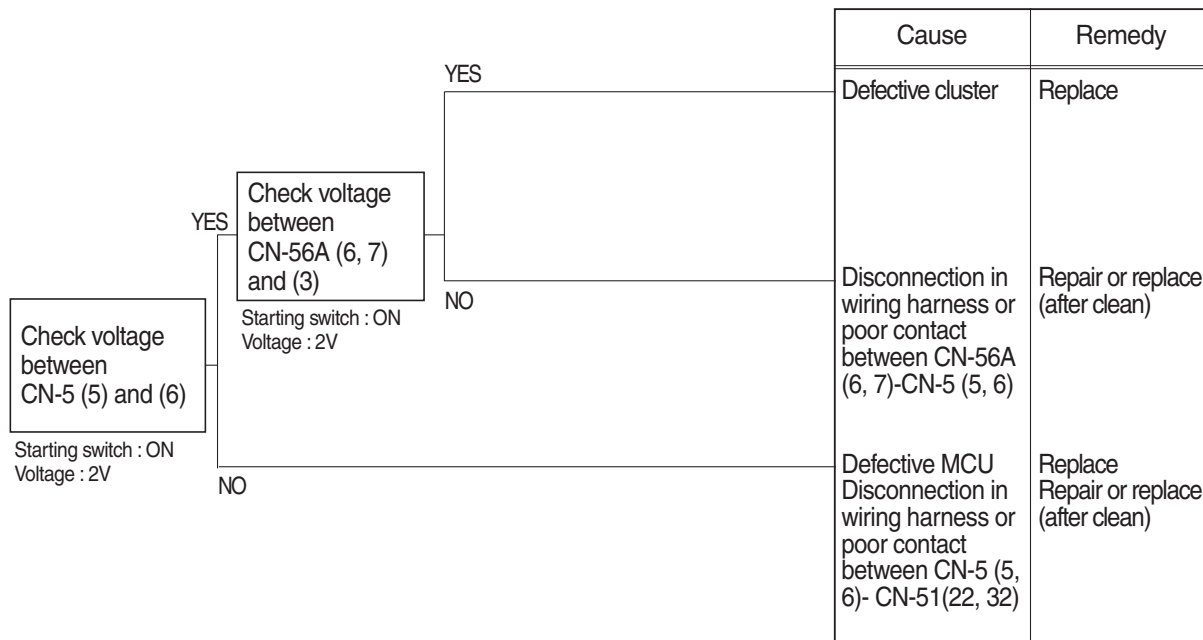 Cause
Remedy
YES
Defective cluster
Replace
Check voltage
between
CN-56A (6, 7)
and (3)
YES
Starting switch : ON
Voltage : 2V
NO
Disconnection in
wiring harness or
poor contact
between CN-56A
(6, 7)-CN-5 (5, 6)
Repair or replace
(after clean)
Check voltage
between
CN-5 (5) and (6)
Starting switch : ON
Voltage : 2V
NO
Defective MCU
Disconnection in
wiring harness or
poor contact
between CN-5 (5,
6)- CN-51(22, 32)
Replace
Repair or replace
(after clean)